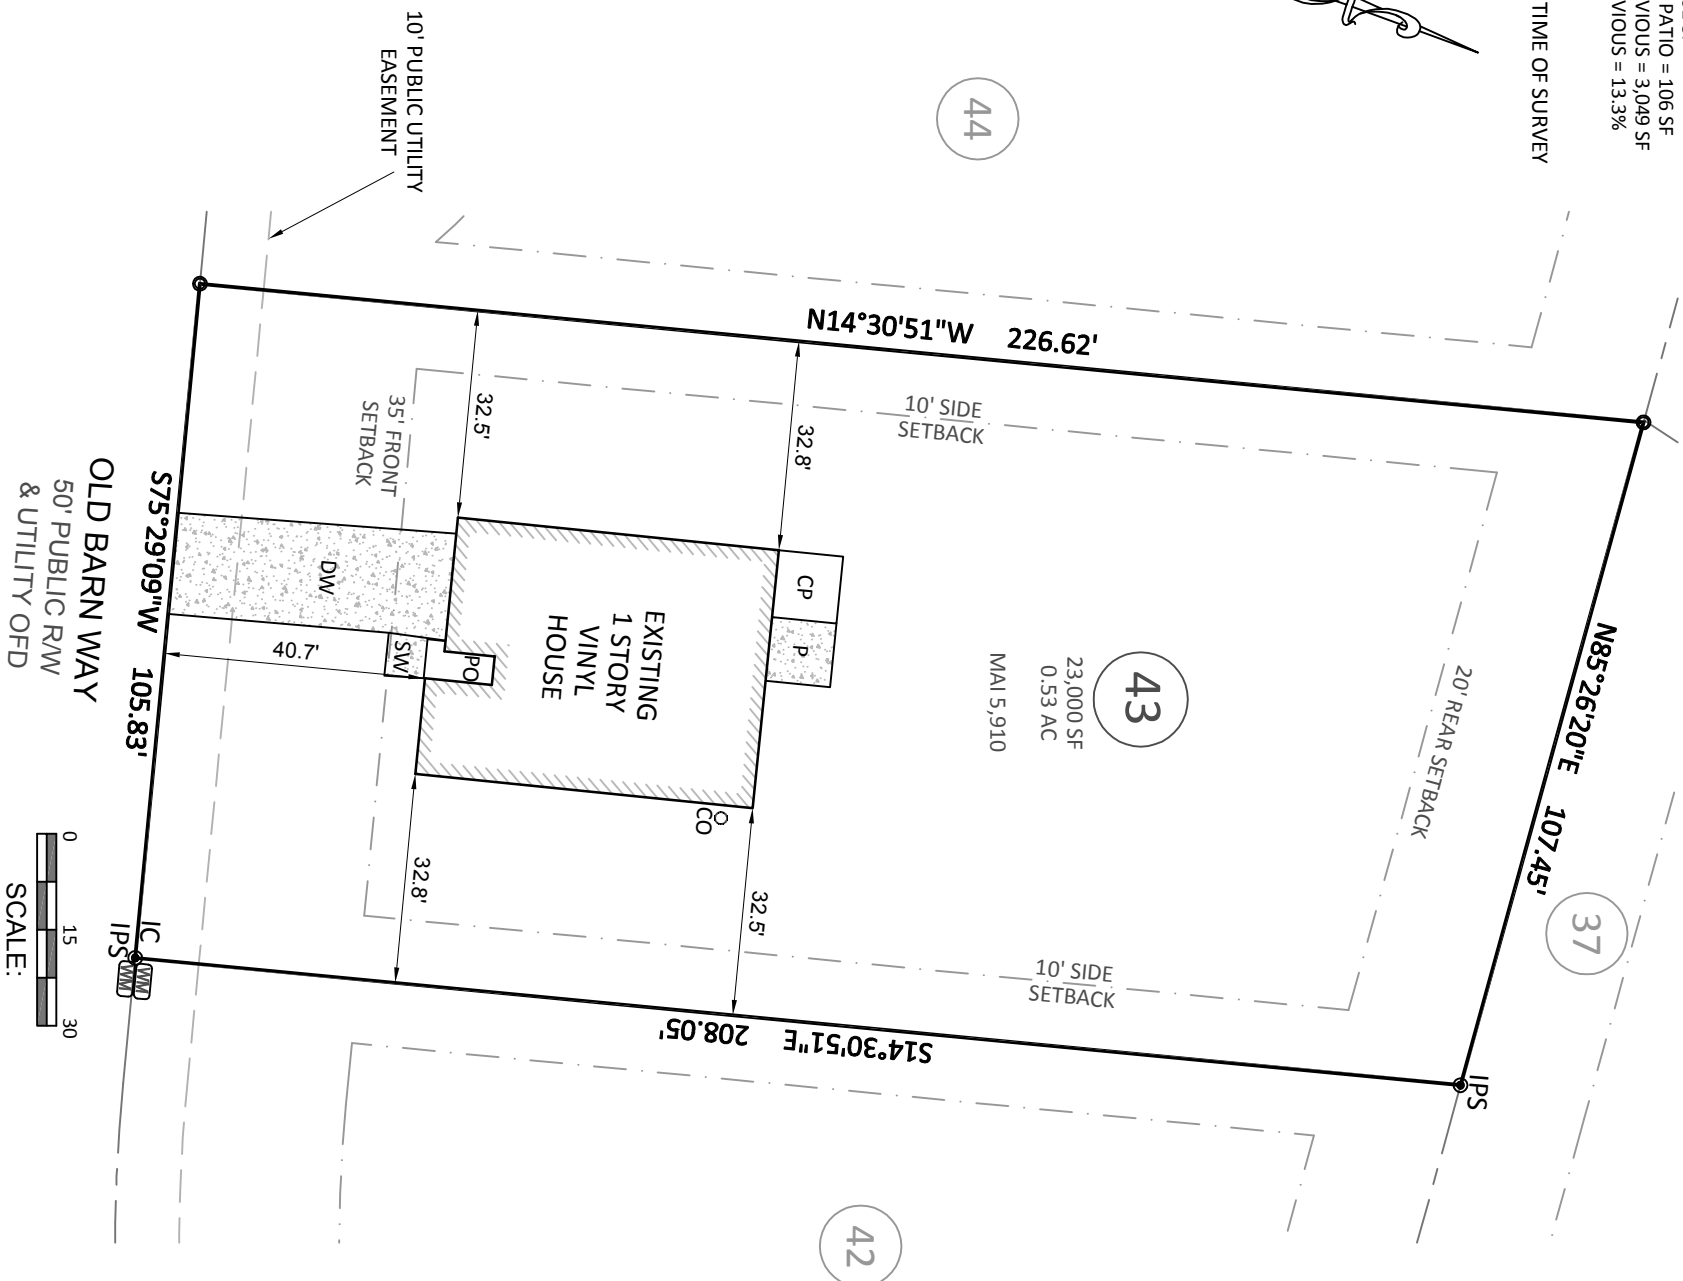 PATIO = 106 SF
VIOUS = 3,049 SF
VIOUS = 13.3%
TIME OF SURVEY
44
10' PUBLIC UTILITY
EASEMENT
N14°30'51"W 226.62'
10' SIDE
SETBACK
32.5'
32.8'
35' FRONT
SETBACK
N85°26'20"E 107.45'
20' REAR SETBACK
37
43
23,000 SF
0.53 AC
MAI 5,910
CP
P
EXISTING
1 STORY
VINYL
HOUSE
DW
SW
PO
40.7'
CO
32.8'
32.5'
S75°29'09"W 105.83'
OLD BARN WAY
50' PUBLIC R/W
& UTILITY OFD
10' SIDE
SETBACK
S14°30'51"E 208.05'
IPS
IC
IPS
WM
WM
42
0 15 30
SCALE: